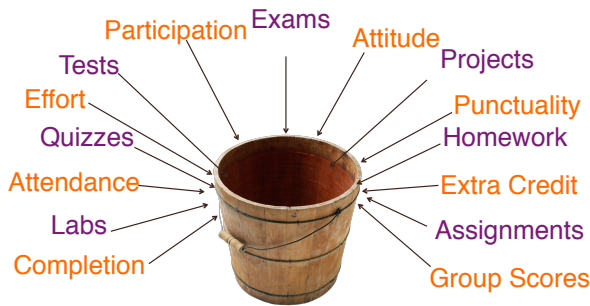 Exams
Participation
Attitude
Projects
Tests
Effort
Punctuality
Quizzes
Homework
Attendance
Extra Credit
Labs
Assignments
Completion
Group Scores